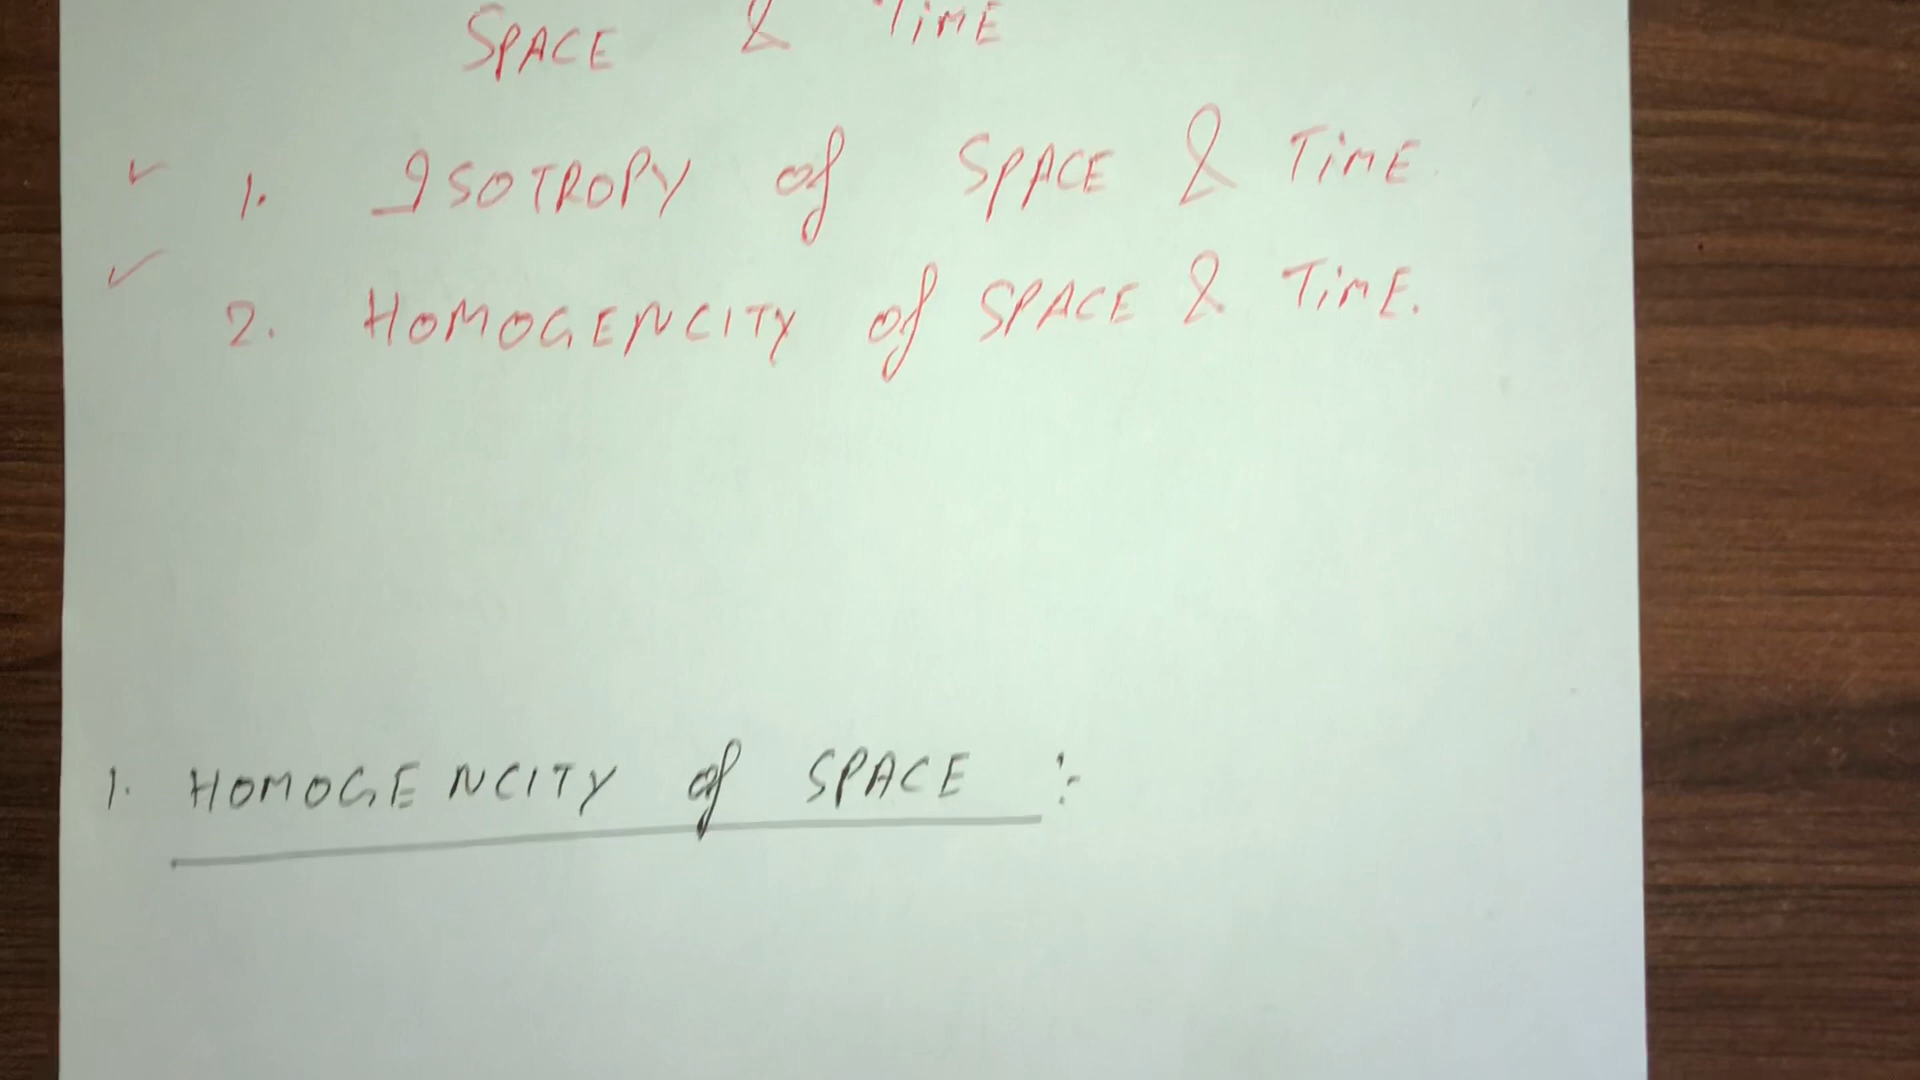 SPACE & TIME
1. ISOTROPY of SPACE & TIME
2. HOMOGENCITY of SPACE & TIME.
1. HOMOGENCITY of SPACE :-